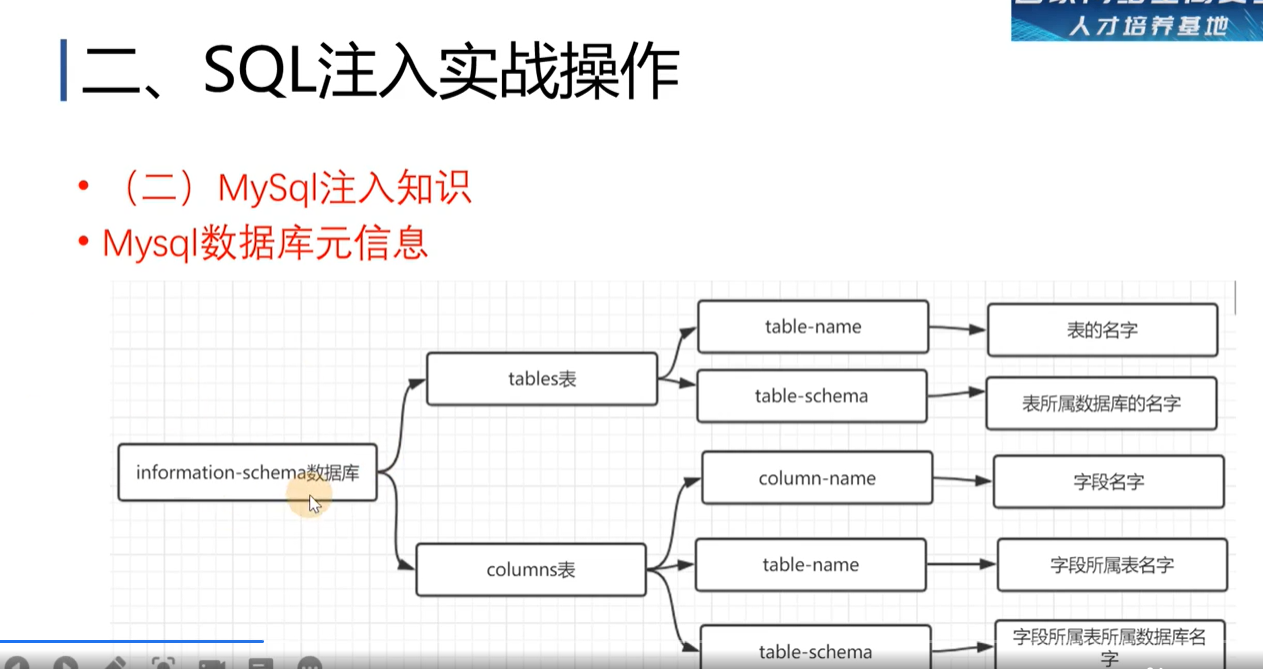 人才培养基地
二、SQL注入实战操作
• （二）MySql注入知识
• Mysql数据库元信息
table-name
表的名字
tables表
table-schema
表所属数据库的名字
information-schema数据库
column-name
字段名字
columns表
table-name
字段所属表名字
table-schema
字段所属表所属数据库名
字